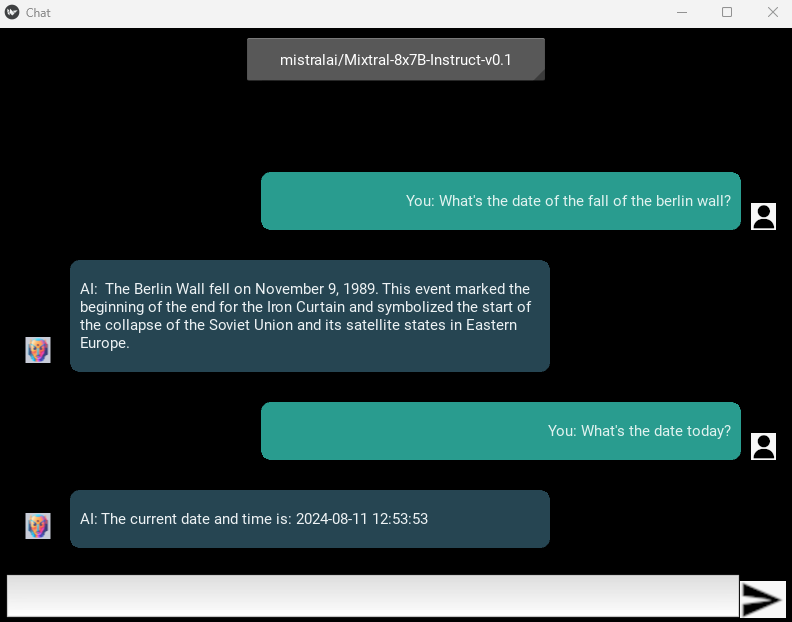 Chat
mistralai/Mixtral-8x7B-Instruct-v0.1
You: What's the date of the fall of the berlin wall?
AI:  The Berlin Wall fell on November 9, 1989. This event marked the
beginning of the end for the Iron Curtain and symbolized the start of
the collapse of the Soviet Union and its satellite states in Eastern
Europe.
You: What's the date today?
AI: The current date and time is: 2024-08-11 12:53:53